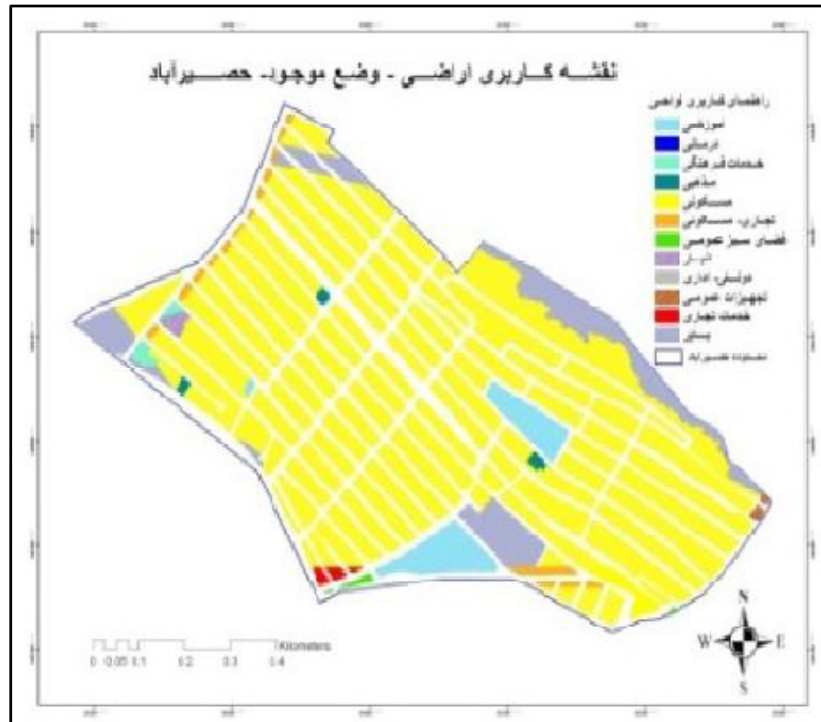 نقشه کاربری اراضی - وضع موجود - حصیرآباد
راهنمای کاربری اراضی
آموزشی
درمانی
خدمات فرهنگی
مذهبی
مسکونی
تجاری- مسکونی
فضای سبز عمومی
انبار
دولتی، اداری
تجهیزات عمومی
خدمات تجاری
بایر
محدوده حصیرآباد
N
W
E
S
Kilometers
0 0.05 0.1 0.2 0.3 0.4